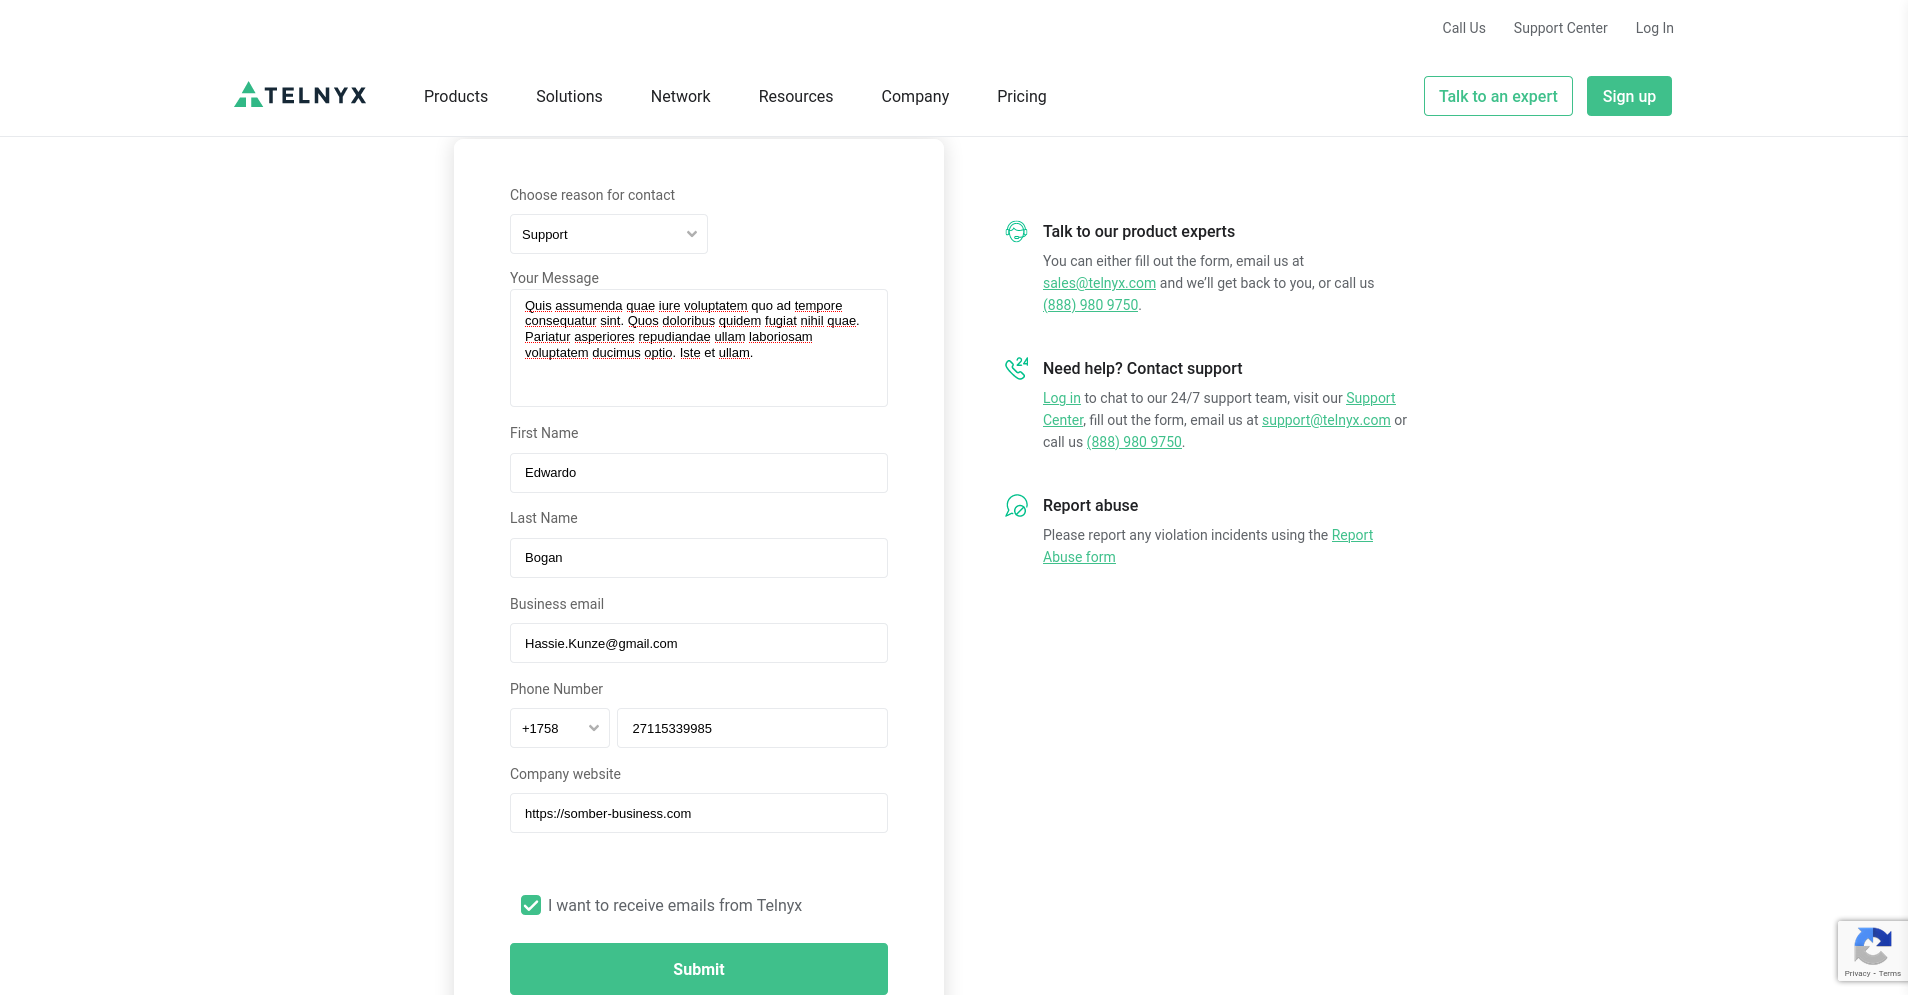 Call Us Support Center Log In
TELNYX Products Solutions Network Resources Company Pricing Talk to an expert Sign up
Choose reason for contact
Support
Your Message
Quis assumenda quae iure voluptatem quo ad tempore
consequatur sint. Quos doloribus quidem fugiat nihil quae.
Pariatur asperiores repudiandae ullam laboriosam
voluptatem ducimus optio. Iste et ullam.
First Name
Edwardo
Last Name
Bogan
Business email
Hassie.Kunze@gmail.com
Phone Number
+1758 27115339985
Company website
https://somber-business.com
I want to receive emails from Telnyx
Submit
Talk to our product experts
You can either fill out the form, email us at
sales@telnyx.com and we’ll get back to you, or call us
(888) 980 9750.
24
Need help? Contact support
Log in to chat to our 24/7 support team, visit our Support
Center, fill out the form, email us at support@telnyx.com or
call us (888) 980 9750.
Report abuse
Please report any violation incidents using the Report
Abuse form
Privacy - Terms